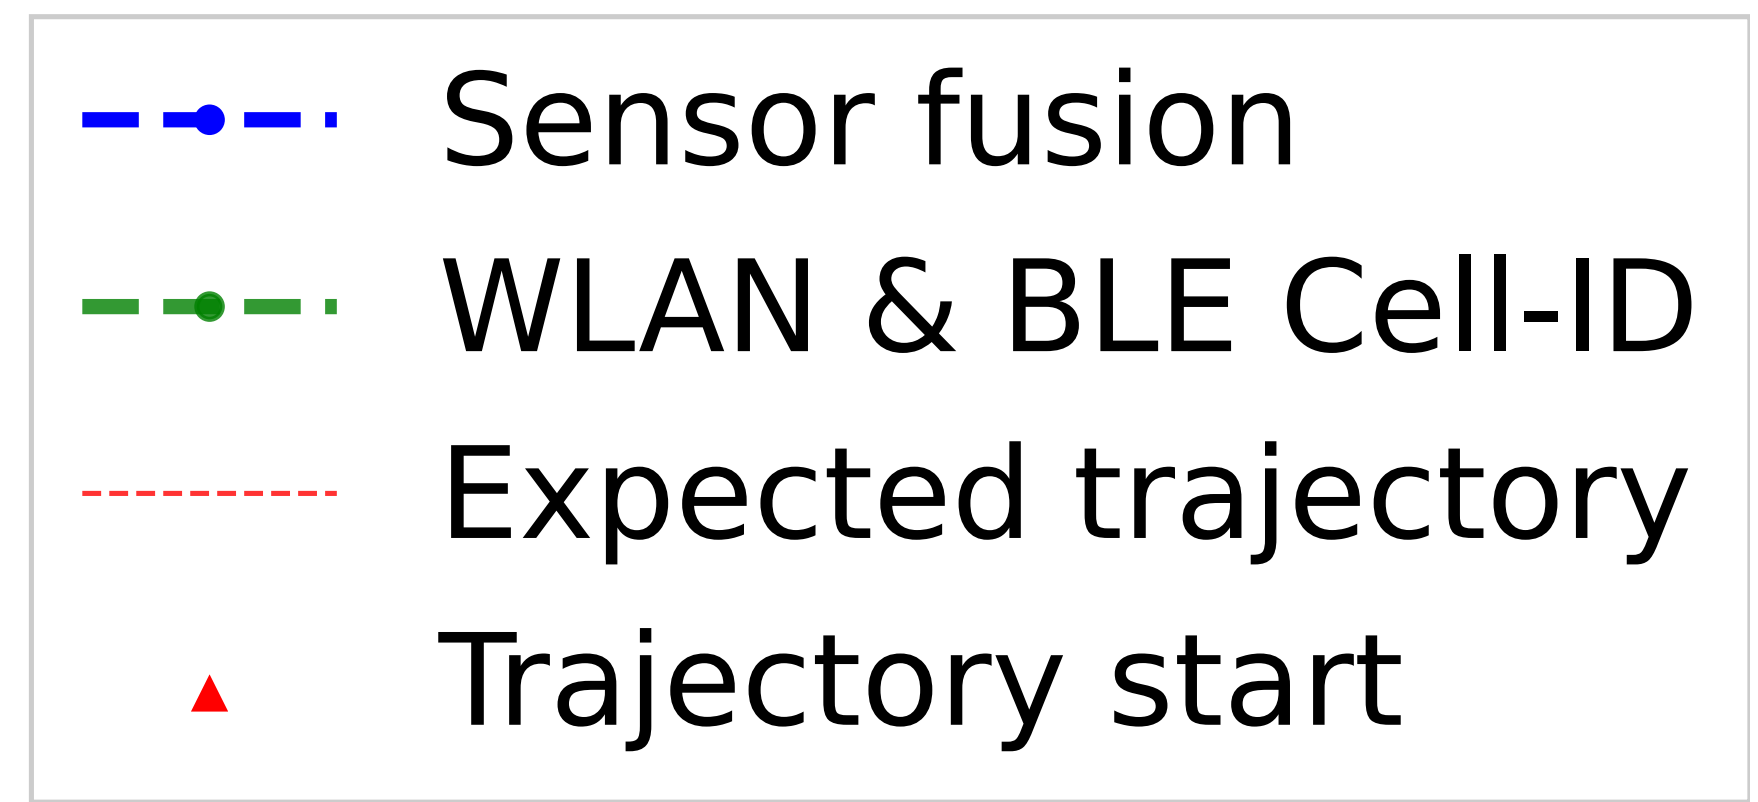 Sensor fusion
WLAN & BLE Cell-ID
Expected trajectory
Trajectory start